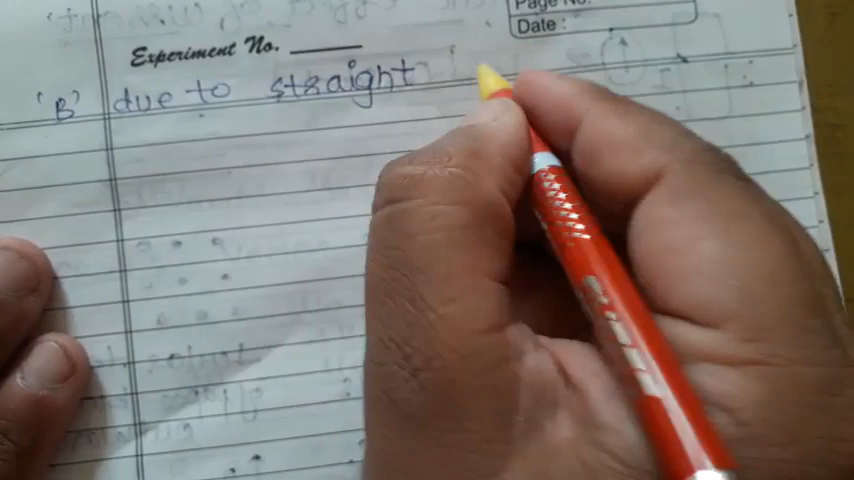 Page No.
Date :
Experiment No.
'B' due to straight